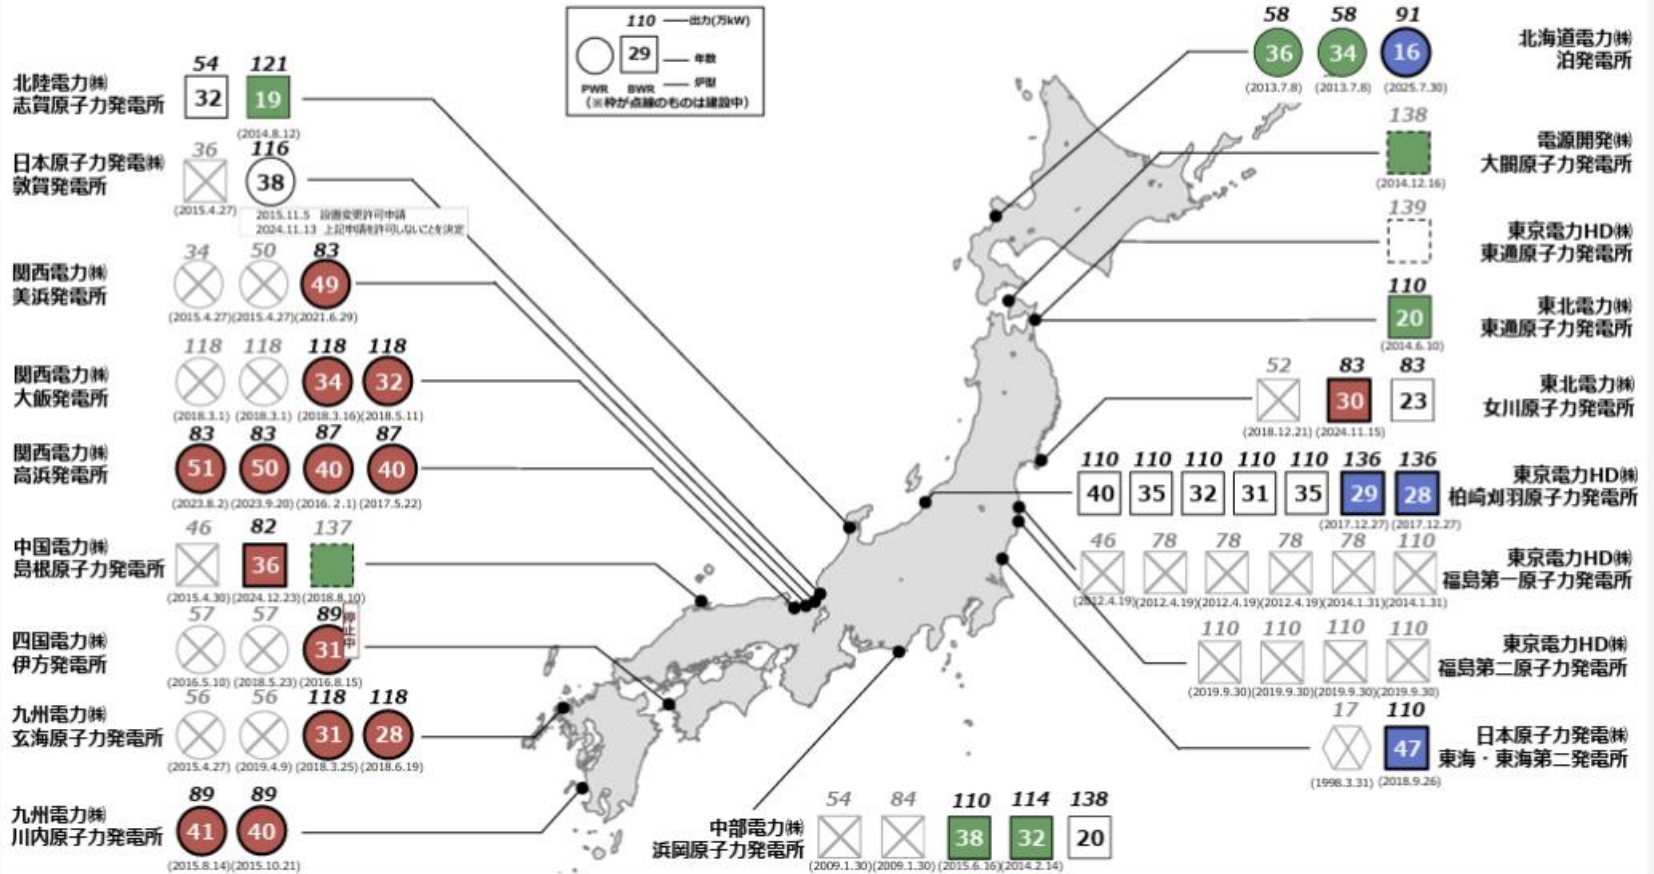 110 出力(万kW)
29 年数
炉型
PWR BWR
(※枠が点線のものは建設中)
北陸電力㈱
志賀原子力発電所
54 121
32 19
(2014.8.12)
日本原子力発電㈱
敦賀発電所
36 116
38
(2015.4.27)
2015.11.5 設置変更許可申請
2024.11.13 上記申請を許可しないことを決定
関西電力㈱
美浜発電所
34 50 83
49
(2015.4.27)(2015.4.27)(2021.6.29)
関西電力㈱
大飯発電所
118 118 118 118
34 32
(2018.3.1) (2018.3.1) (2018.3.16)(2018.5.11)
関西電力㈱
高浜発電所
83 83 87 87
51 50 40 40
(2023.8.2) (2023.9.20) (2016.2.1) (2017.5.22)
中国電力㈱
島根原子力発電所
46 82 137
36
(2015.4.30) (2024.12.23) (2018.8.10)
四国電力㈱
伊方発電所
57 57 89
31
停止中
(2016.5.10) (2018.5.23) (2016.8.15)
九州電力㈱
玄海原子力発電所
56 56 118 118
31 28
(2015.4.27) (2019.4.9) (2018.3.25) (2018.6.19)
九州電力㈱
川内原子力発電所
89 89
41 40
(2015.8.14)(2015.10.21)
58 58 91
36 34 16
(2013.7.8) (2013.7.8) (2025.7.30)
北海道電力㈱
泊発電所
138
(2014.12.16)
電源開発㈱
大間原子力発電所
139
東京電力HD㈱
東通原子力発電所
110
20
(2014.6.10)
東北電力㈱
東通原子力発電所
52 83 83
30 23
(2018.12.21) (2024.11.15)
東北電力㈱
女川原子力発電所
110 110 110 110 110 136 136
40 35 32 31 35 29 28
(2017.12.27) (2017.12.27)
東京電力HD㈱
柏崎刈羽原子力発電所
46 78 78 78 78 110
(2012.4.19)(2012.4.19)(2012.4.19)(2012.4.19)(2014.1.31)(2014.1.31)
東京電力HD㈱
福島第一原子力発電所
110 110 110 110
(2019.9.30)(2019.9.30)(2019.9.30)(2019.9.30)
東京電力HD㈱
福島第二原子力発電所
17 110
47
(1998.3.31) (2018.9.26)
日本原子力発電㈱
東海・東海第二発電所
中部電力㈱
浜岡原子力発電所
54 84 110 114 138
38 32 20
(2009.1.30)(2009.1.30)(2015.6.16)(2014.2.14)